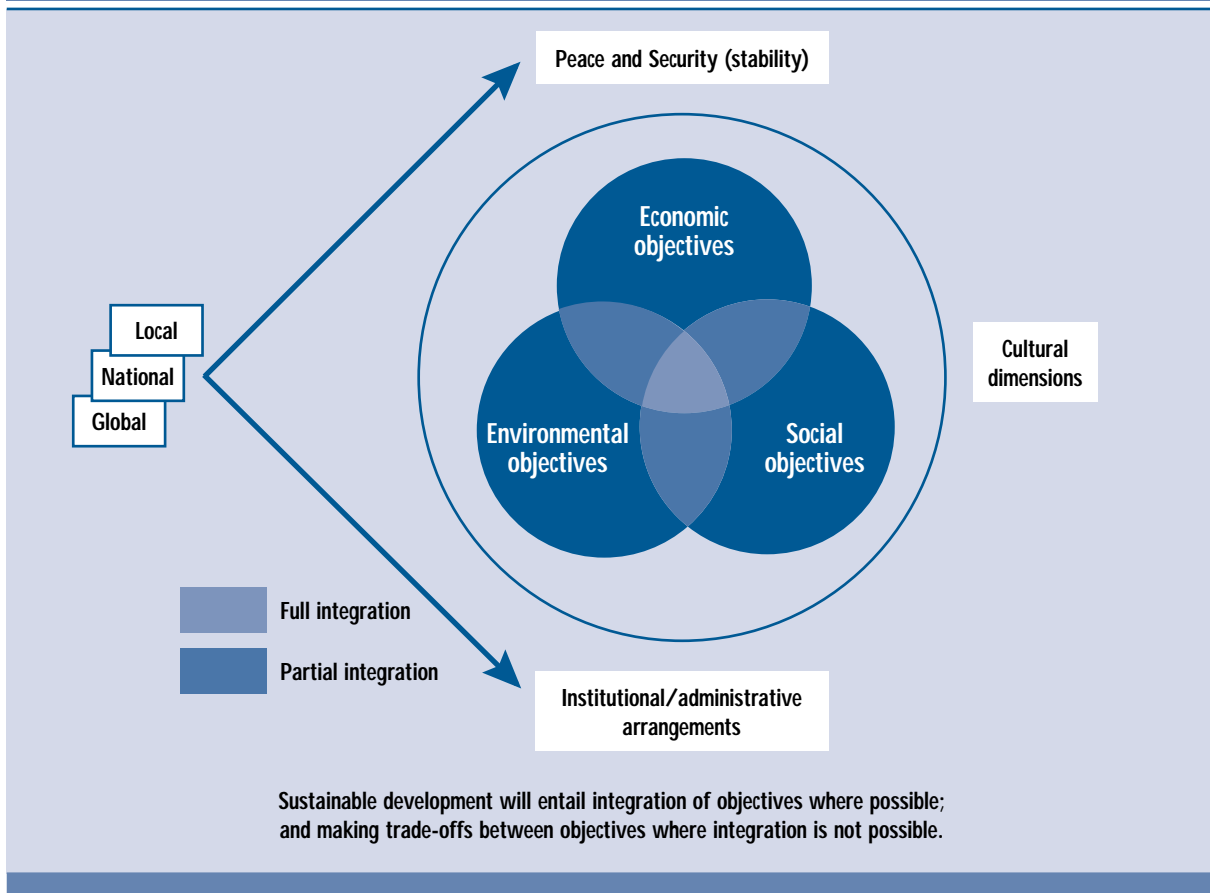 Peace and Security (stability)
Economic
objectives
Local
National
Global
Cultural
dimensions
Environmental
objectives
Social
objectives
Full integration
Partial integration
Institutional/administrative
arrangements
Sustainable development will entail integration of objectives where possible;
and making trade-offs between objectives where integration is not possible.